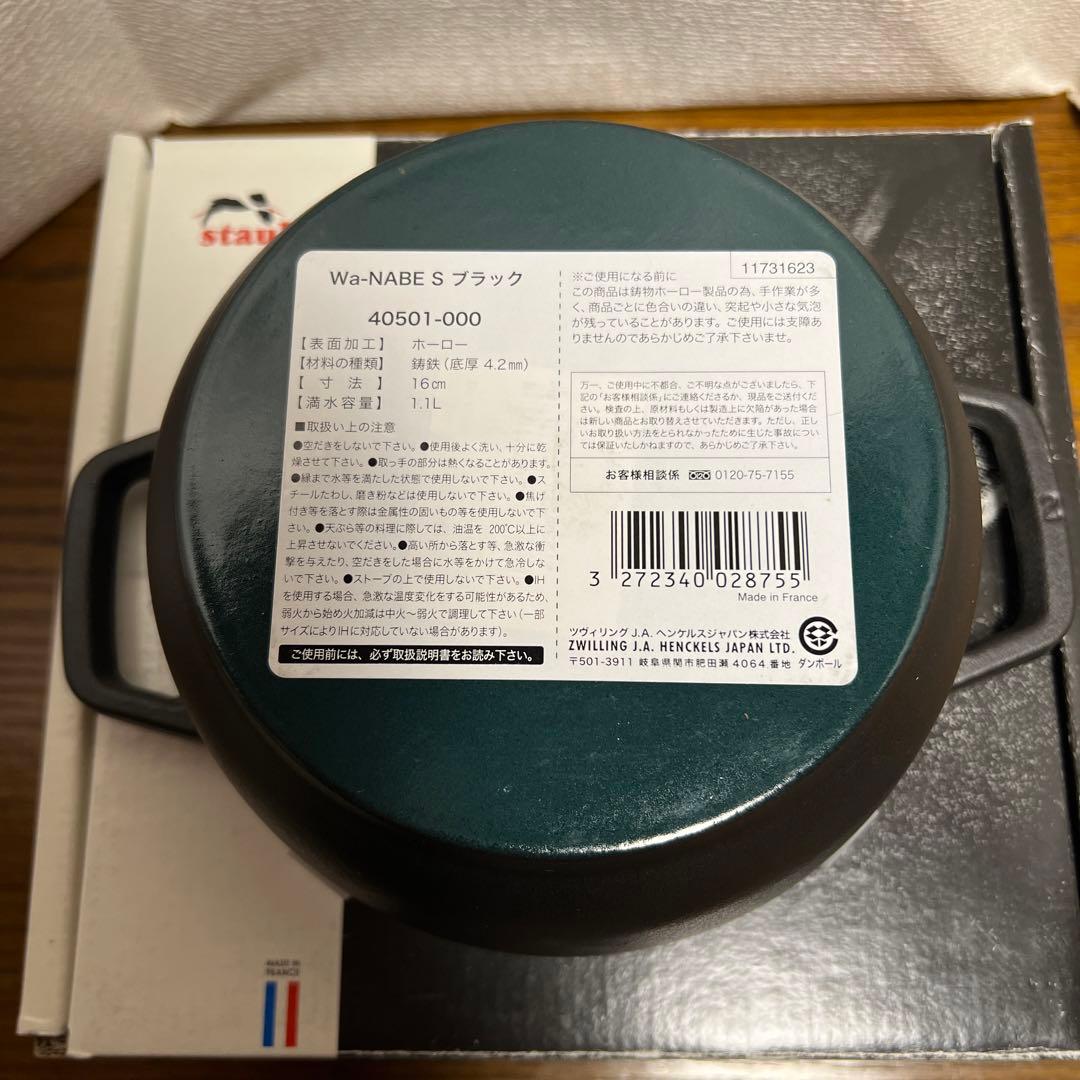 staub
Wa-NABE S ブラック
40501-000
【表面加工】 ホーロー
【材料の種類】 鋳鉄（底厚 4.2㎜）
【 寸 法 】 16㎝
【満水容量】 1.1L
■取扱い上の注意
●空だきをしないで下さい。●使用後よく洗い、十分に乾
燥させて下さい。●取っ手の部分は熱くなることがあります。
●縁まで水等を満たした状態で使用しないで下さい。●ス
チールたわし、磨き粉などは使用しないで下さい。●焦げ
付き等を落とす際は金属性の固いもの等を使用しないで下
さい。●天ぷら等の料理に際しては、油温を 200℃以上に
上昇させないでください。●高い所から落とす等、急激な衝
撃を与えたり、空だきをした場合に水等をかけて急冷しな
いで下さい。●ストーブの上で使用しないで下さい。●IH
を使用する場合、急激な温度変化をする可能性があるため、
弱火から始め火加減は中火〜弱火で調理して下さい（一部
サイズによりIHに対応していない場合があります）。
ご使用前には、必ず取扱説明書をお読み下さい。
11731623
※ご使用になる前に
この商品は鋳物ホーロー製品の為、手作業が多
く、商品ごとに色合いの違い、突起や小さな気泡
が残っていることがあります。ご使用には支障あ
りませんのであらかじめご了承下さいませ。
万一、ご使用中に不都合、ご不明な点がございましたら、下
記の「お客様相談係」にご連絡くださるか、現品をご送付くださ
い。検査の上、原材料もしくは製造上に欠陥があった場合
は新しい商品とお取り替えさせていただきます。ただし、正し
いお取り扱い方法をとられなかったために生じた事故につい
ては保証いたしかねますので、あらかじめご了承下さい。
お客様相談係 0120-75-7155
3 272340 028755
Made in France
ツヴィリング J.A. ヘンケルスジャパン株式会社
ZWILLING J.A. HENCKELS JAPAN LTD.
〒501-3911 岐阜県関市肥田瀬 4064 番地 ダンボール
MADE IN
FRANCE